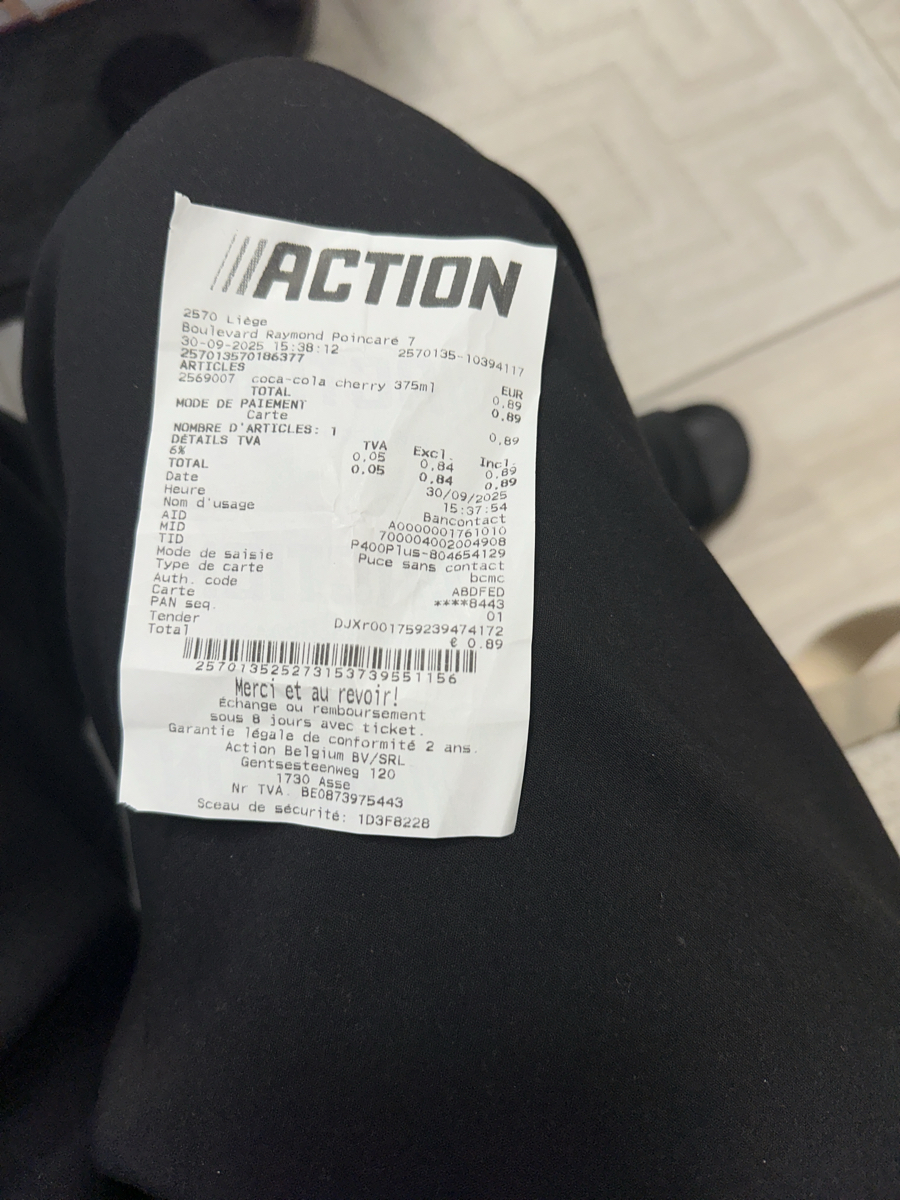 ///ACTION
2570 Liège
Boulevard Raymond Poincaré 7
30-09-2025 15:38:12 2570135-10394117
257013570186377
ARTICLES EUR
2569007 coca-cola cherry 375ml 0,89
TOTAL 0,89
MODE DE PAIEMENT
Carte 0,89
NOMBRE D'ARTICLES: 1
DÉTAILS TVA TVA Excl. Incl.
6% 0,05 0,84 0,89
TOTAL 0,05 0,84 0,89
Date 30/09/2025
Heure 15:37:54
Nom d'usage Bancontact
AID A0000001761010
MID 700004002004908
TID P400Plus-804654129
Mode de saisie Puce sans contact
Type de carte bcmc
Auth. code ABDFED
Carte ****8443
PAN seq. 01
Tender DJXr001759239474172
Total € 0.89
257013525273153739551156
Merci et au revoir!
Échange ou remboursement
sous 8 jours avec ticket.
Garantie légale de conformité 2 ans.
Action Belgium BV/SRL
Gentsesteenweg 120
1730 Asse
Nr TVA. BE0873975443
Sceau de sécurité: 1D3F8228